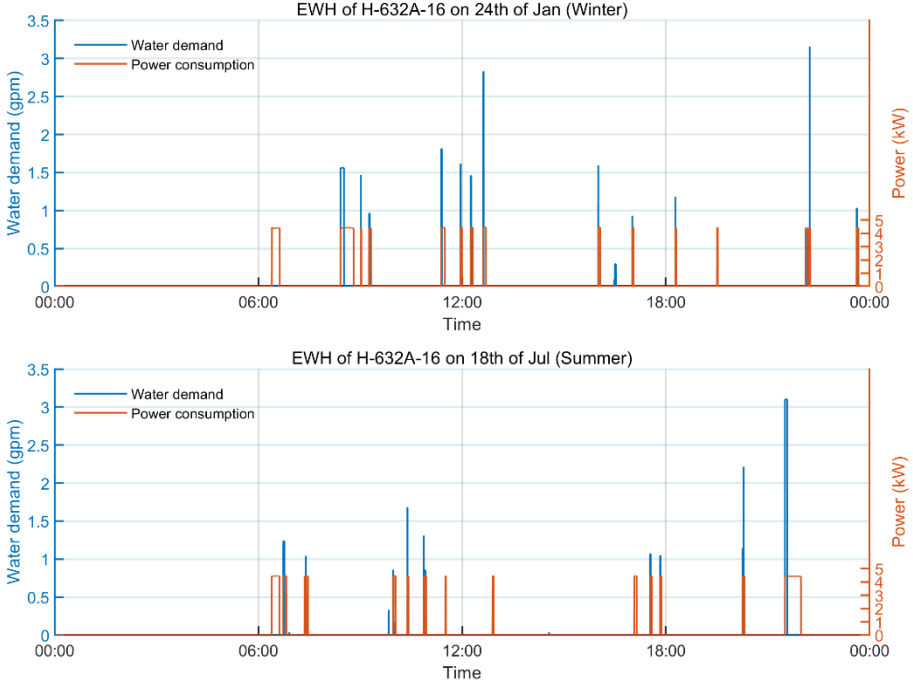 EWH of H-632A-16 on 24th of Jan (Winter)
Water demand
Power consumption
Water demand (gpm)
3.5
3
2.5
2
1.5
1
0.5
0
Power (kW)
5
4
3
2
1
0
00:00 06:00 12:00 18:00 00:00
Time
EWH of H-632A-16 on 18th of Jul (Summer)
Water demand
Power consumption
Water demand (gpm)
3.5
3
2.5
2
1.5
1
0.5
0
Power (kW)
5
4
3
2
1
0
00:00 06:00 12:00 18:00 00:00
Time